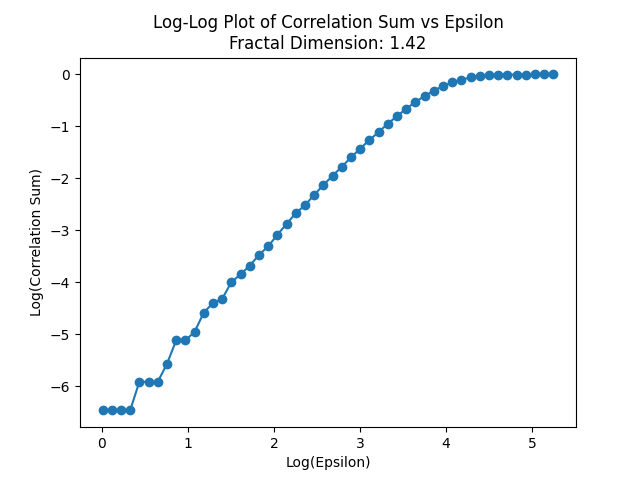 Log-Log Plot of Correlation Sum vs Epsilon
Fractal Dimension: 1.42
Log(Correlation Sum)
0
−1
−2
−3
−4
−5
−6
0 1 2 3 4 5
Log(Epsilon)